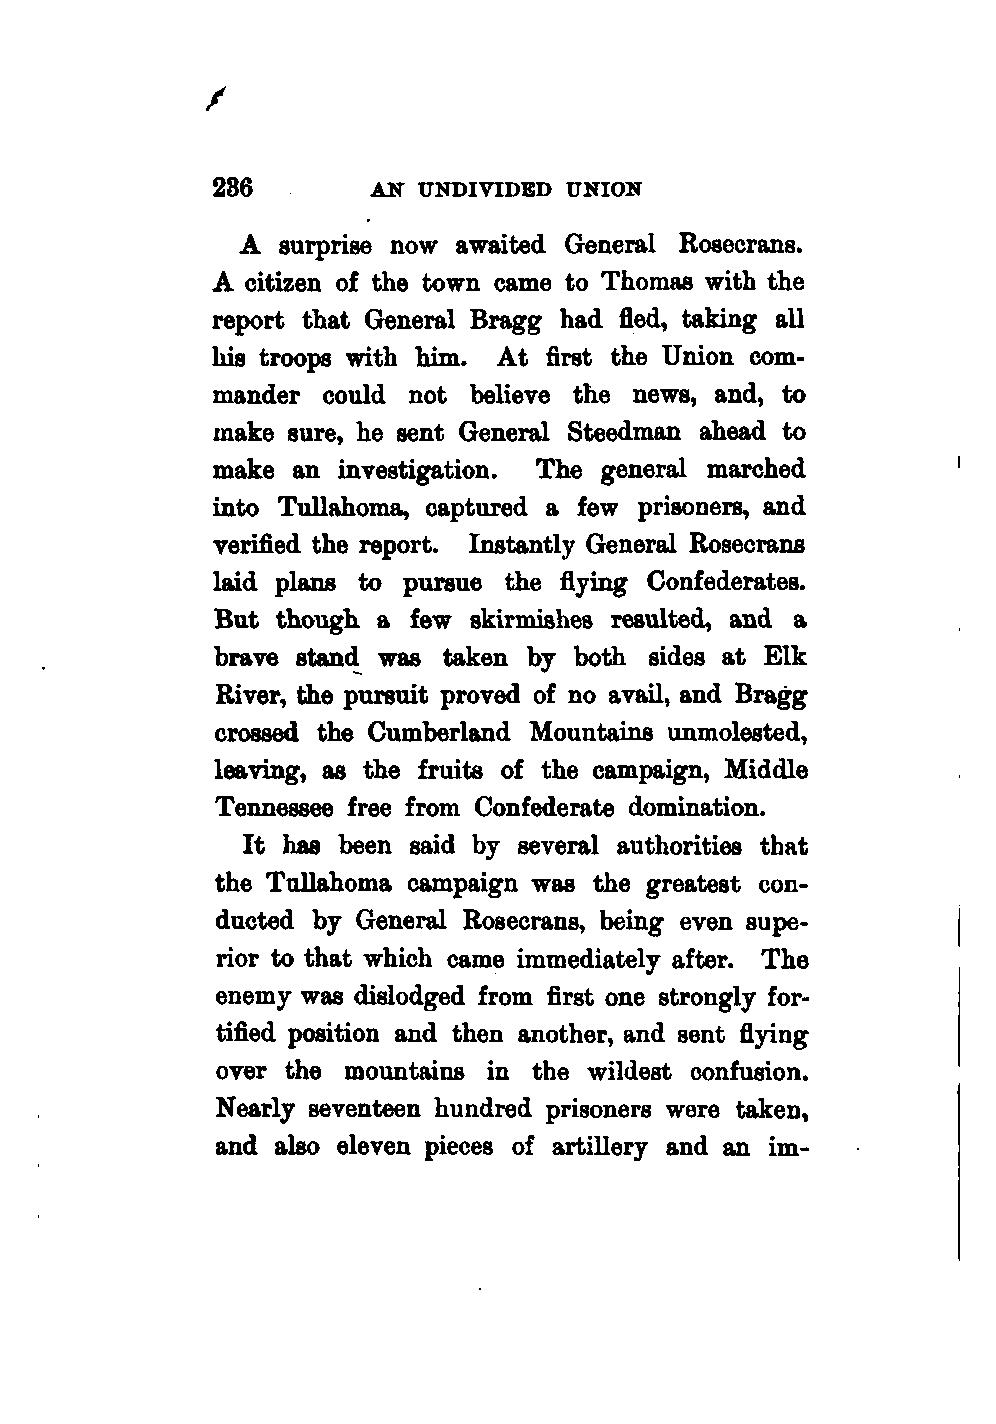 236 AN UNDIVIDED UNION
A surprise now awaited General Rosecrans.
A citizen of the town came to Thomas with the
report that General Bragg had fled, taking all
his troops with him. At first the Union com-
mander could not believe the news, and, to
make sure, he sent General Steedman ahead to
make an investigation. The general marched
into Tullahoma, captured a few prisoners, and
verified the report. Instantly General Rosecrans
laid plans to pursue the flying Confederates.
But though a few skirmishes resulted, and a
brave stand was taken by both sides at Elk
River, the pursuit proved of no avail, and Bragg
crossed the Cumberland Mountains unmolested,
leaving, as the fruits of the campaign, Middle
Tennessee free from Confederate domination.
It has been said by several authorities that
the Tullahoma campaign was the greatest con-
ducted by General Rosecrans, being even supe-
rior to that which came immediately after. The
enemy was dislodged from first one strongly for-
tified position and then another, and sent flying
over the mountains in the wildest confusion.
Nearly seventeen hundred prisoners were taken,
and also eleven pieces of artillery and an im-